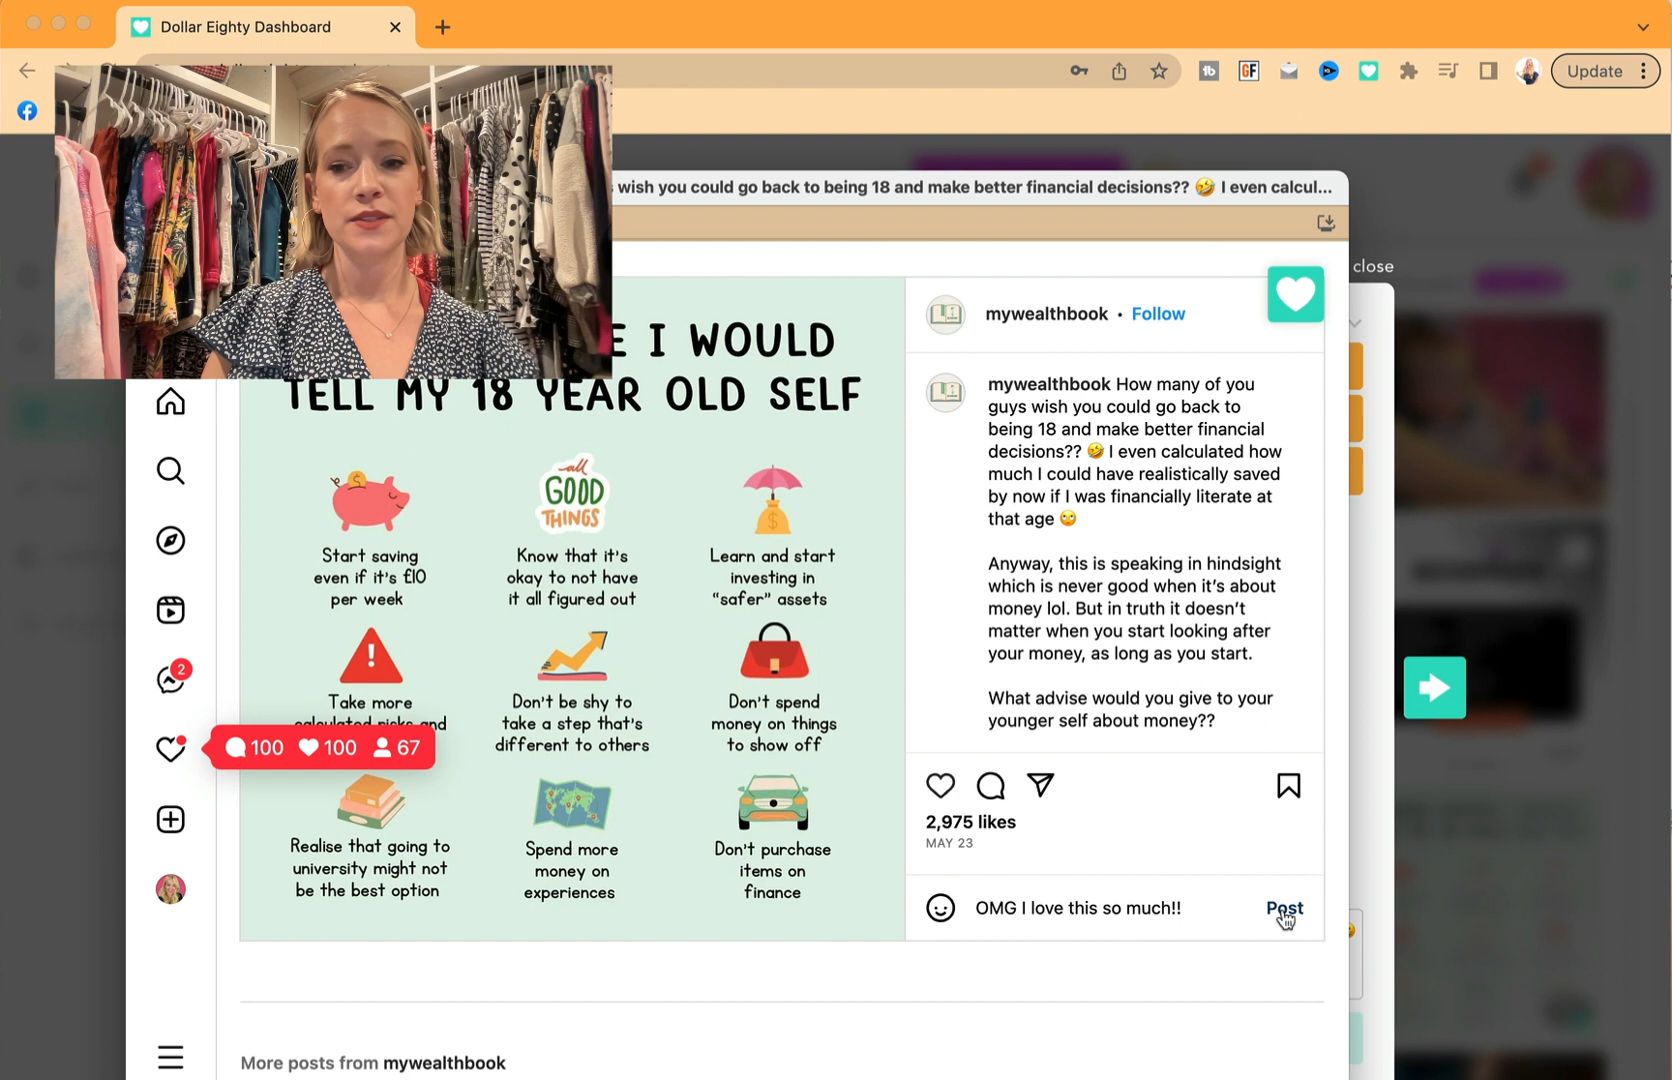 Dollar Eighty Dashboard
Update
wish you could go back to being 18 and make better financial decisions?? 🤣 I even calcul...
close
E I WOULD
TELL MY 18 YEAR OLD SELF
Start saving
even if it's £10
per week
all
GOOD
THINGS
Know that it's
okay to not have
it all figured out
Learn and start
investing in
"safer" assets
Take more
calculated risks and
Don't be shy to
take a step that's
different to others
Don't spend
money on things
to show off
2
100 100 67
Realise that going to
university might not
be the best option
Spend more
money on
experiences
Don't purchase
items on
finance
mywealthbook • Follow
mywealthbook How many of you
guys wish you could go back to
being 18 and make better financial
decisions?? 🤣 I even calculated how
much I could have realistically saved
by now if I was financially literate at
that age 🙄
Anyway, this is speaking in hindsight
which is never good when it's about
money lol. But in truth it doesn't
matter when you start looking after
your money, as long as you start.
What advise would you give to your
younger self about money??
2,975 likes
MAY 23
OMG I love this so much!! Post
More posts from mywealthbook